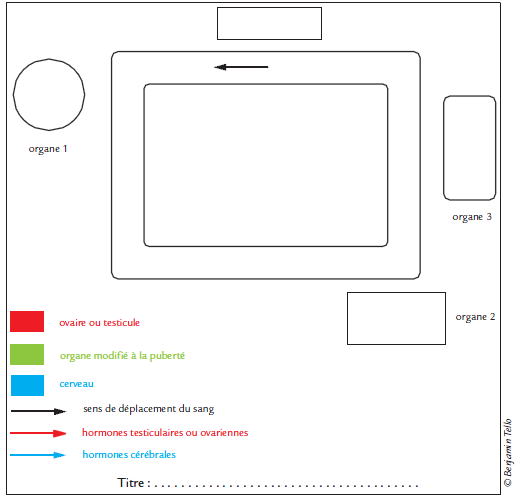 organe 1
organe 3
organe 2
ovaire ou testicule
organe modifié à la puberté
cerveau
sens de déplacement du sang
hormones testiculaires ou ovariennes
hormones cérébrales
Titre : . . . . . . . . . . . . . . . . . . . . . . . . . . . . . . . . . . . . . . .
© Benjamin Tello